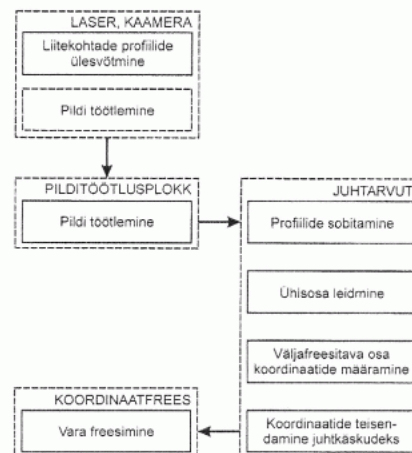 LASER, KAAMERA
Liitekohtade profiilide
ülesvõtmine
Pildi töötlemine
PILDITÖÖTLUSPLOKK
Pildi töötlemine
JUHTARVUT
Profiilide sobitamine
Ühisosa leidmine
Väljafreesitava osa
koordinaatide määramine
Koordinaatide teisen-
damine juhtkäskudeks
KOORDINAATFREES
Vara freesimine